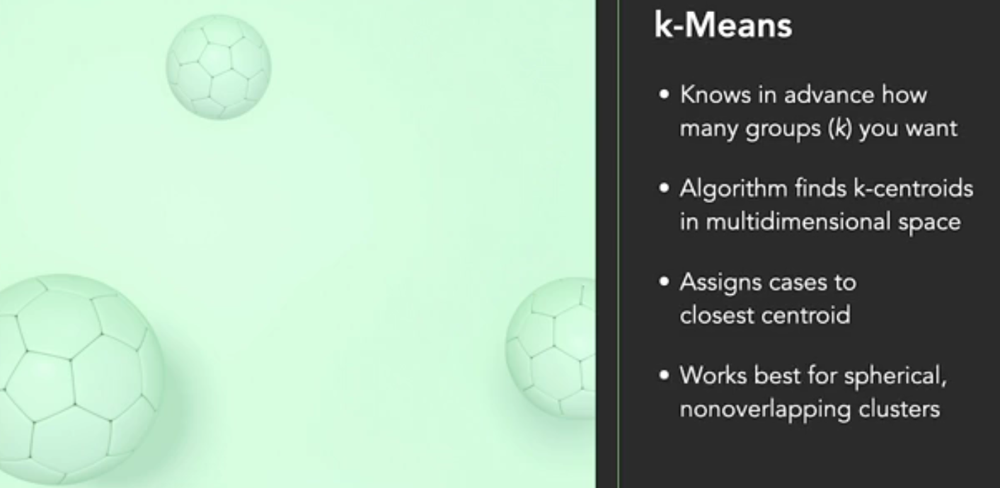 k-Means
• Knows in advance how
many groups (k) you want
• Algorithm finds k-centroids
in multidimensional space
• Assigns cases to
closest centroid
• Works best for spherical,
nonoverlapping clusters